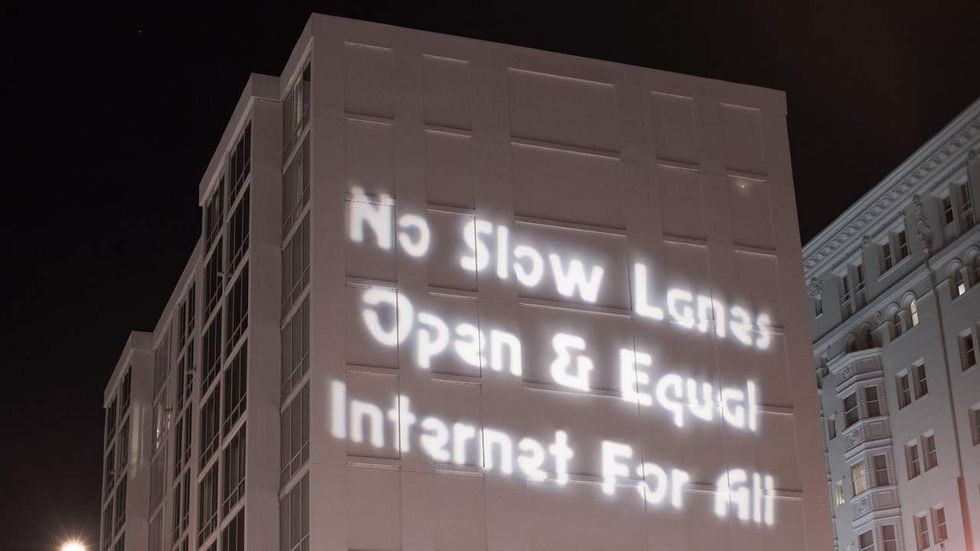 No Slow Lanes
Open & Equal
Internet For All